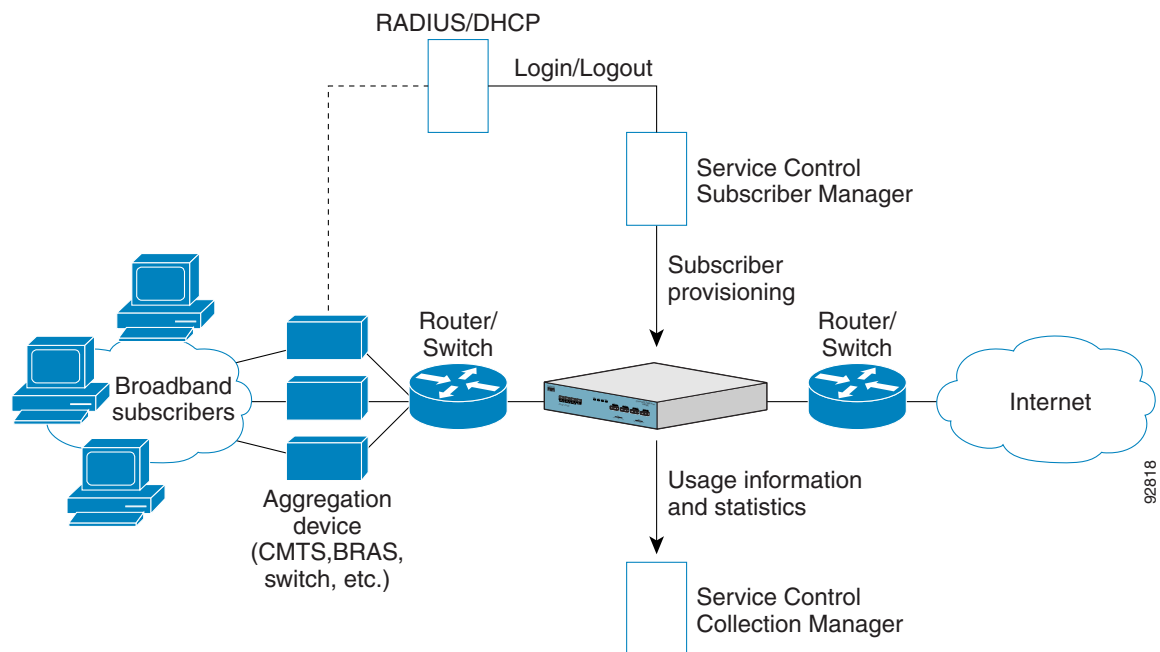 RADIUS/DHCP
Login/Logout
Service Control
Subscriber Manager
Subscriber
provisioning
Router/
Switch
Router/
Switch
Broadband
subscribers
Internet
Aggregation
device
(CMTS,BRAS,
switch, etc.)
Usage information
and statistics
92818
Service Control
Collection Manager